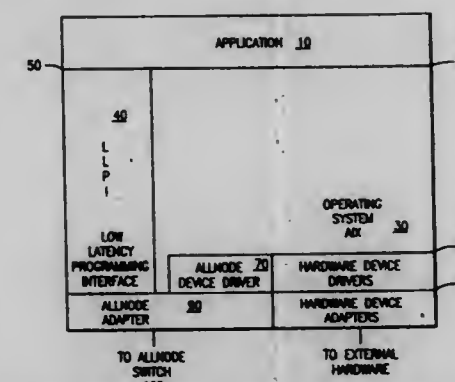 APPLICATION 10
50
40
L
L
P
I
OPERATING
SYSTEM
AIX 30
LOW
LATENCY
PROGRAMMING
INTERFACE
ALLNODE 70
DEVICE DRIVER
HARDWARE DEVICE
DRIVERS
ALLNODE 90
ADAPTER
HARDWARE DEVICE
ADAPTERS
TO ALLNODE
SWITCH
TO EXTERNAL
HARDWARE